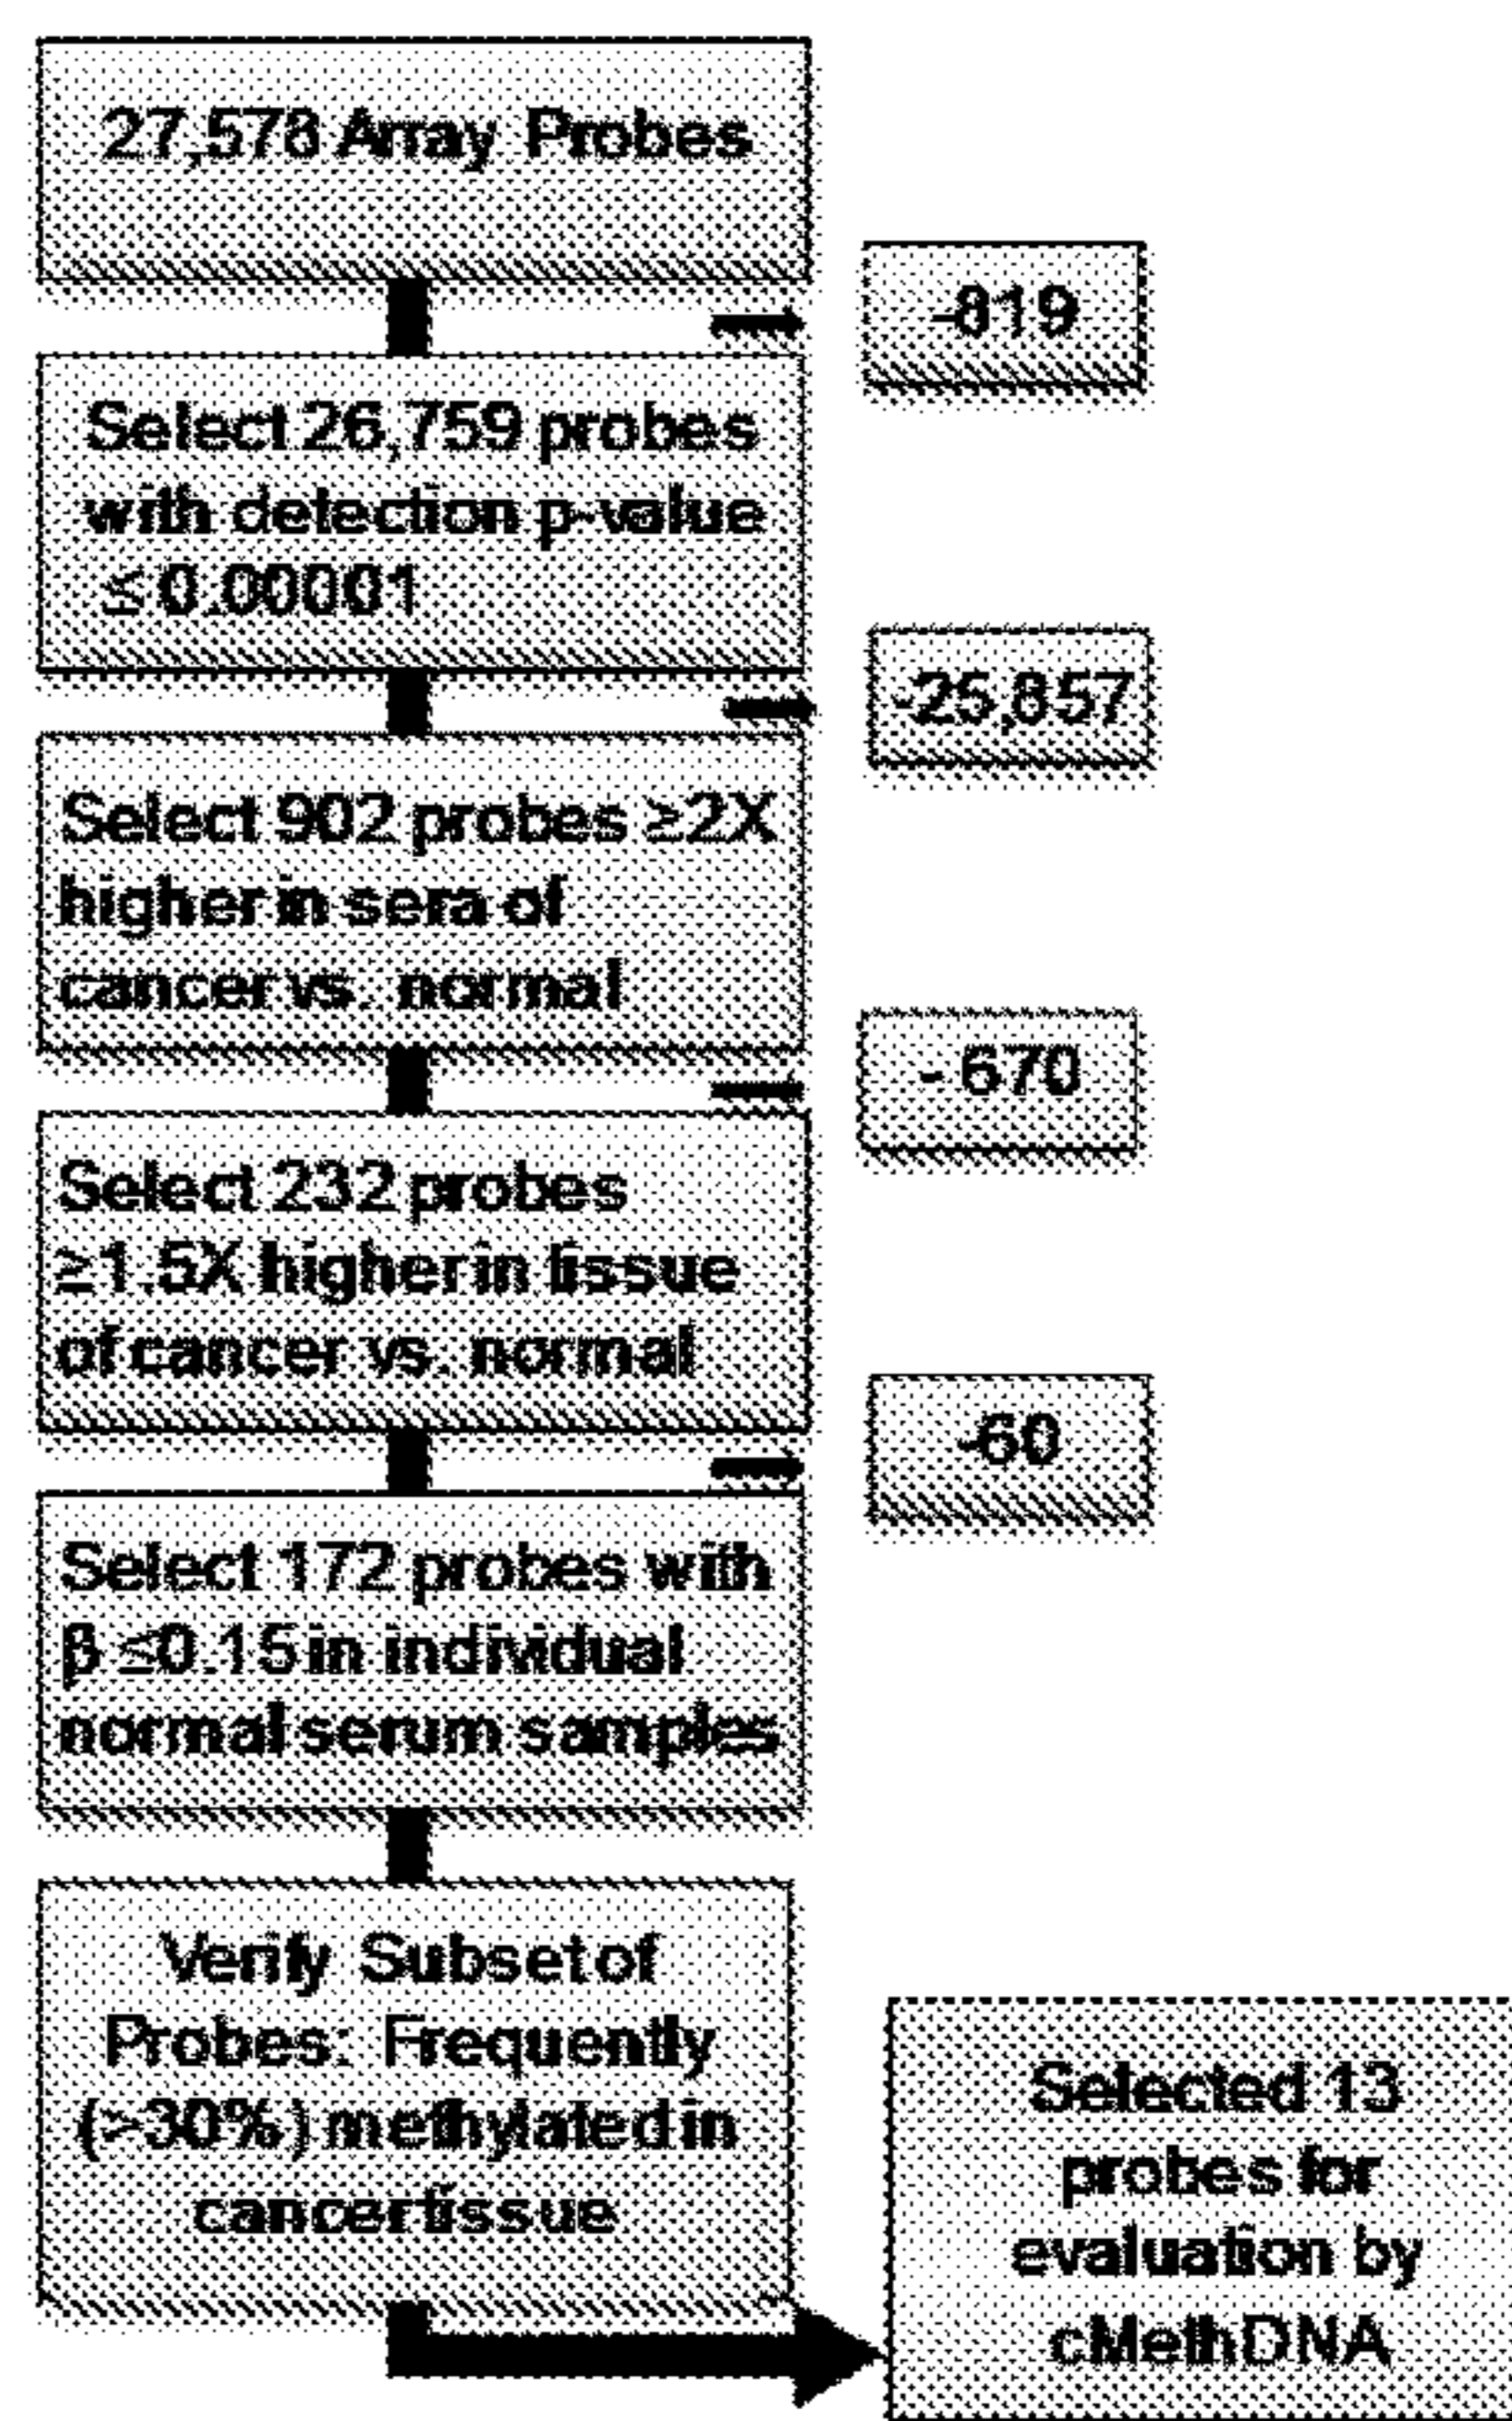 27,578 Array Probes
-819
Select 26,759 probes
with detection p-value
≤ 0.00001
-25,857
Select 902 probes ≥2X
higher in sera of
cancer vs. normal
- 670
Select 232 probes
≥1.5X higher in tissue
of cancer vs. normal
-60
Select 172 probes with
β ≤0.15 in individual
normal serum samples
Verify Subset of
Probes: Frequently
(>30%) methylated in
cancer tissue
Selected 13
probes for
evaluation by
cMethDNA